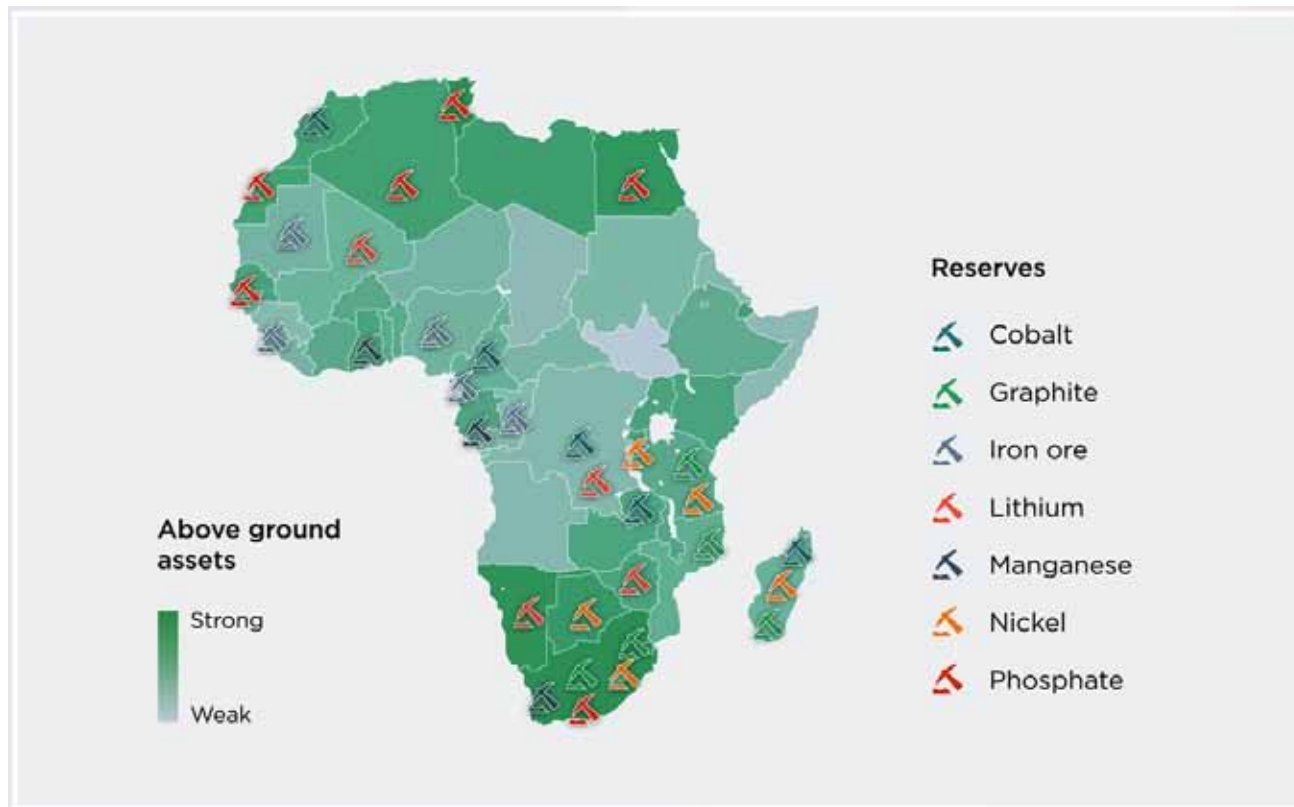 Reserves
Cobalt
Graphite
Iron ore
Lithium
Manganese
Nickel
Phosphate
Above ground
assets
Strong
Weak